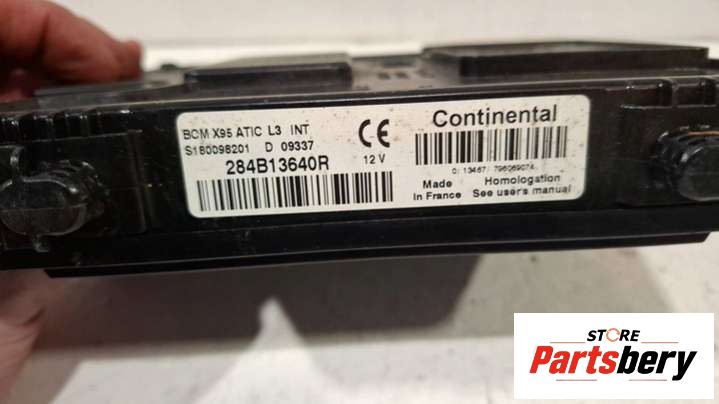 BCM X95 ATIC L3 INT
S180098201 D 09337
284B13640R
CE
12 V
Continental
Made in France
Homologation
See user's manual
STORE
Partsbery